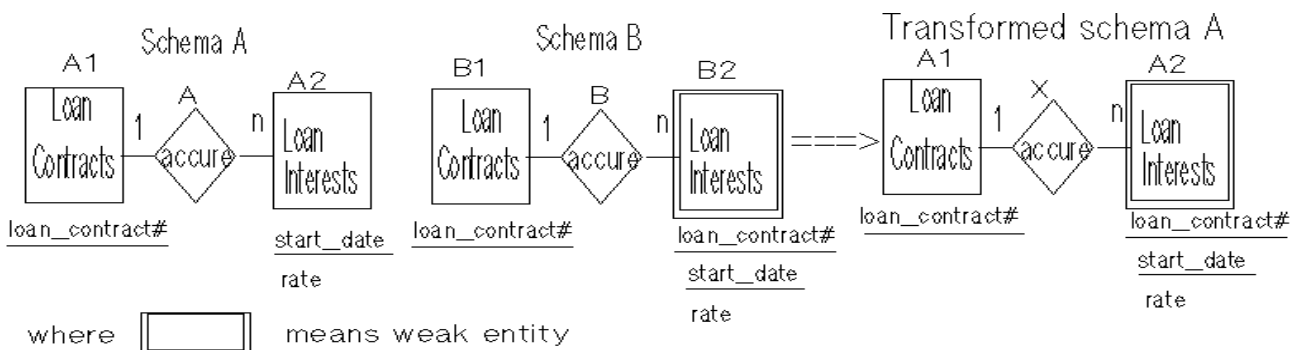 Schema A
A1
A
A2
Loan
Contracts
1
accure
n
Loan
Interests
loan_contract#
start_date
rate
Schema B
B1
B
B2
Loan
Contracts
1
accure
n
Loan
Interests
loan_contract#
loan_contract#
start_date
rate
===>
Transformed schema A
A1
X
A2
Loan
Contracts
1
accure
n
Loan
Interests
loan_contract#
loan_contract#
start_date
rate
where means weak entity